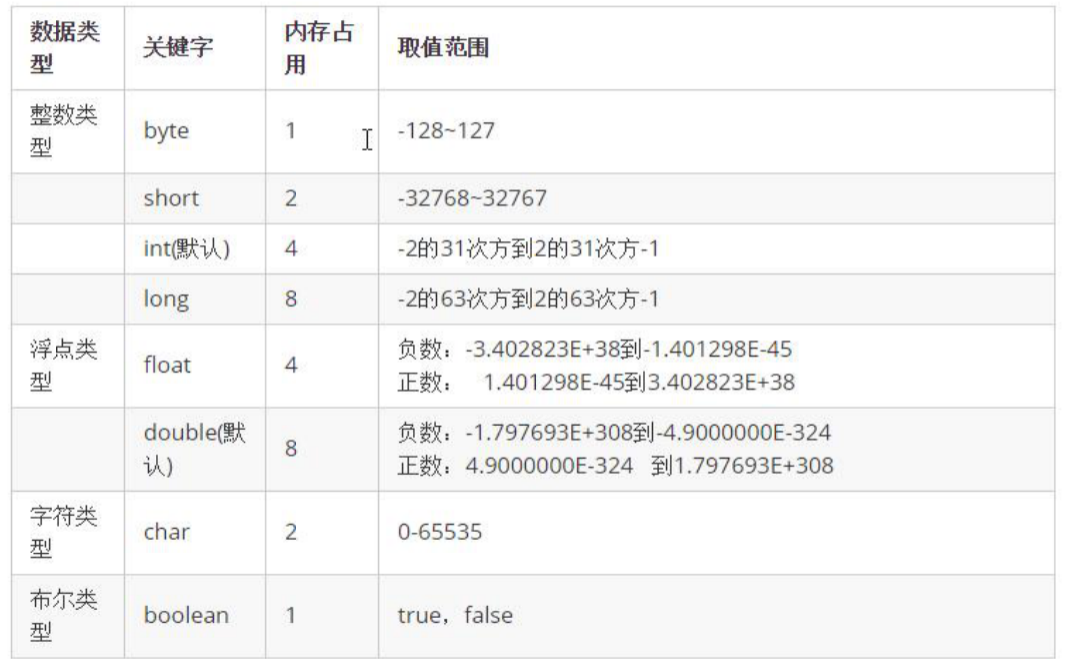 数据类型 关键字 内存占用 取值范围
整数类型 byte 1 -128~127
short 2 -32768~32767
int(默认) 4 -2的31次方到2的31次方-1
long 8 -2的63次方到2的63次方-1
浮点类型 float 4 负数：-3.402823E+38到-1.401298E-45
正数： 1.401298E-45到3.402823E+38
double(默认) 8 负数：-1.797693E+308到-4.9000000E-324
正数：4.9000000E-324 到1.797693E+308
字符类型 char 2 0-65535
布尔类型 boolean 1 true，false